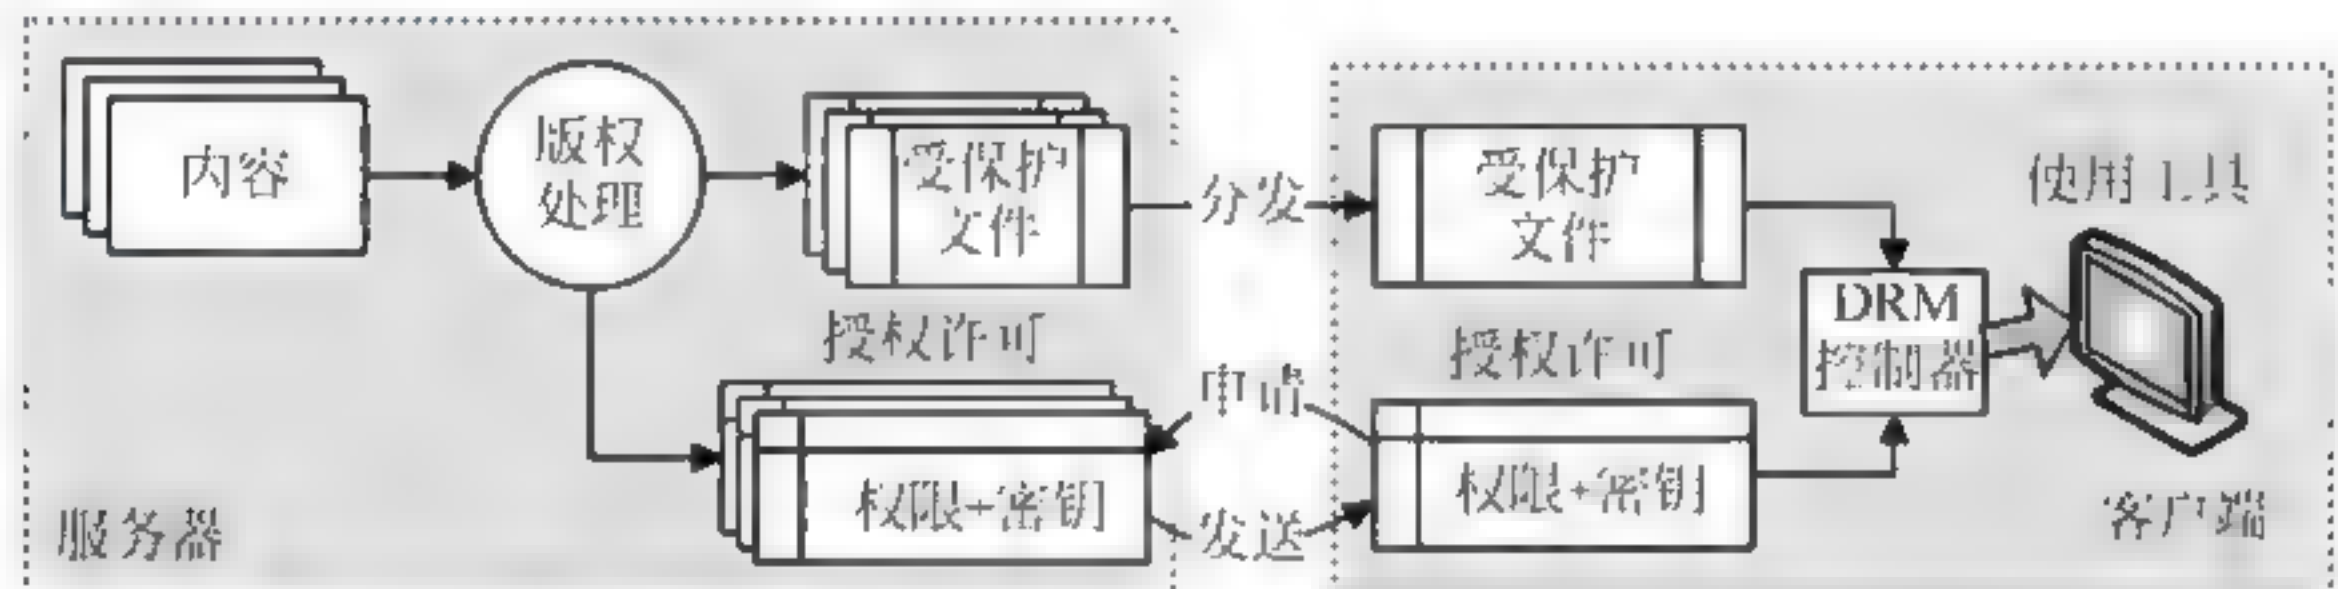 内容
版权
处理
受保护
文件
授权许可
权限+密钥
服务器
分发
申请
发送
受保护
文件
授权许可
权限+密钥
DRM
控制器
使用工具
客户端